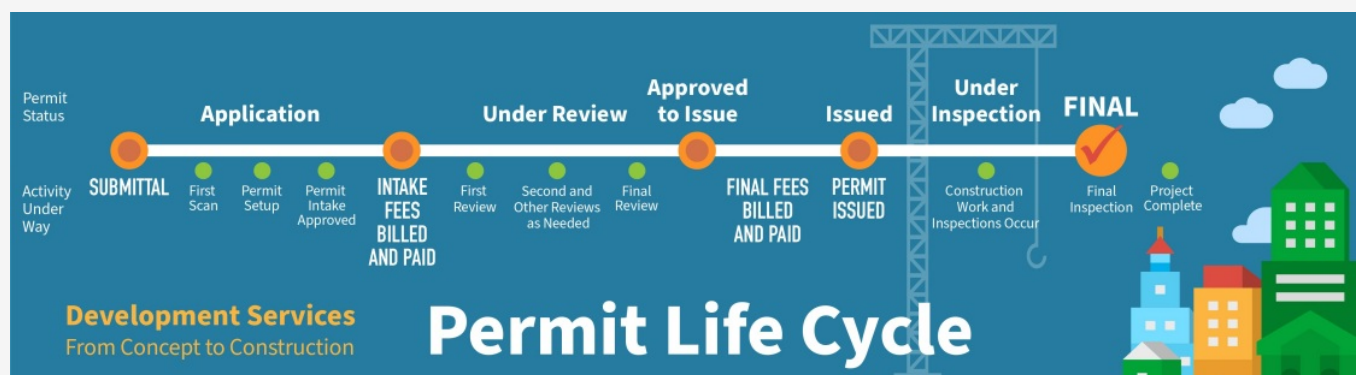 Permit
Status
Application
Under Review
Approved
to Issue
Issued
Under
Inspection
FINAL
Activity
Under
Way
SUBMITTAL
First
Scan
Permit
Setup
Permit
Intake
Approved
INTAKE
FEES
BILLED
AND PAID
First
Review
Second and
Other Reviews
as Needed
Final
Review
FINAL FEES
BILLED
AND PAID
PERMIT
ISSUED
Construction
Work and
Inspections Occur
Final
Inspection
Project
Complete
Development Services
From Concept to Construction
Permit Life Cycle